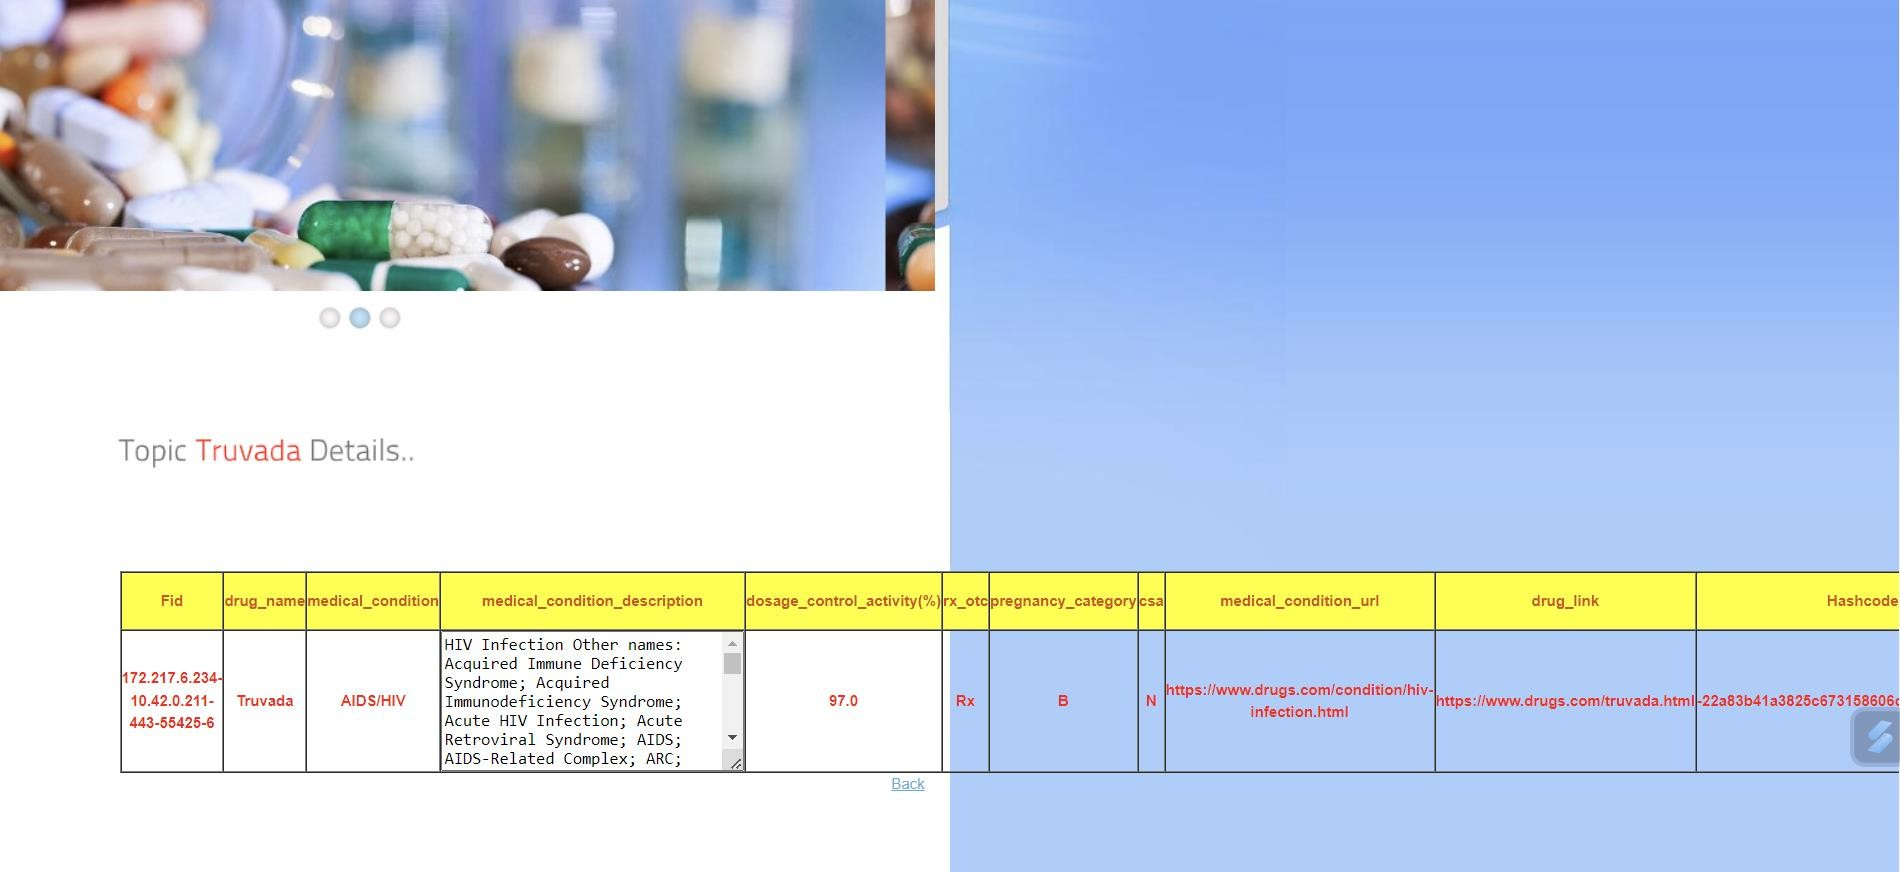 Topic Truvada Details..
Fid drug_name medical_condition medical_condition_description dosage_control_activity(%) rx_otc pregnancy_category csa medical_condition_url drug_link Hashcode
172.217.6.234-
10.42.0.211-
443-55425-6
Truvada
AIDS/HIV
HIV Infection Other names:
Acquired Immune Deficiency
Syndrome; Acquired
Immunodeficiency Syndrome;
Acute HIV Infection; Acute
Retroviral Syndrome; AIDS;
AIDS-Related Complex; ARC;
97.0
Rx
B
N
https://www.drugs.com/condition/hiv-
infection.html
https://www.drugs.com/truvada.html
-22a83b41a3825c673158606
Back